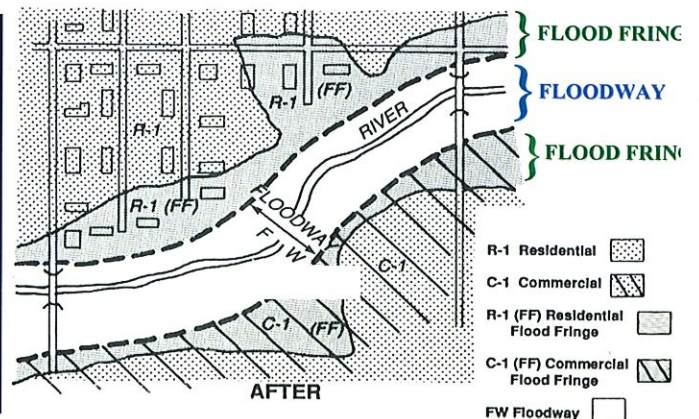 FLOOD FRING
FLOODWAY
FLOOD FRIN
R-1
(FF)
RIVER
R-1
R-1 (FF)
FLOODWAY
F W
C-1
C-1
(FF)
AFTER
R-1 Residential
C-1 Commercial
R-1 (FF) Residential
Flood Fringe
C-1 (FF) Commercial
Flood Fringe
FW Floodway